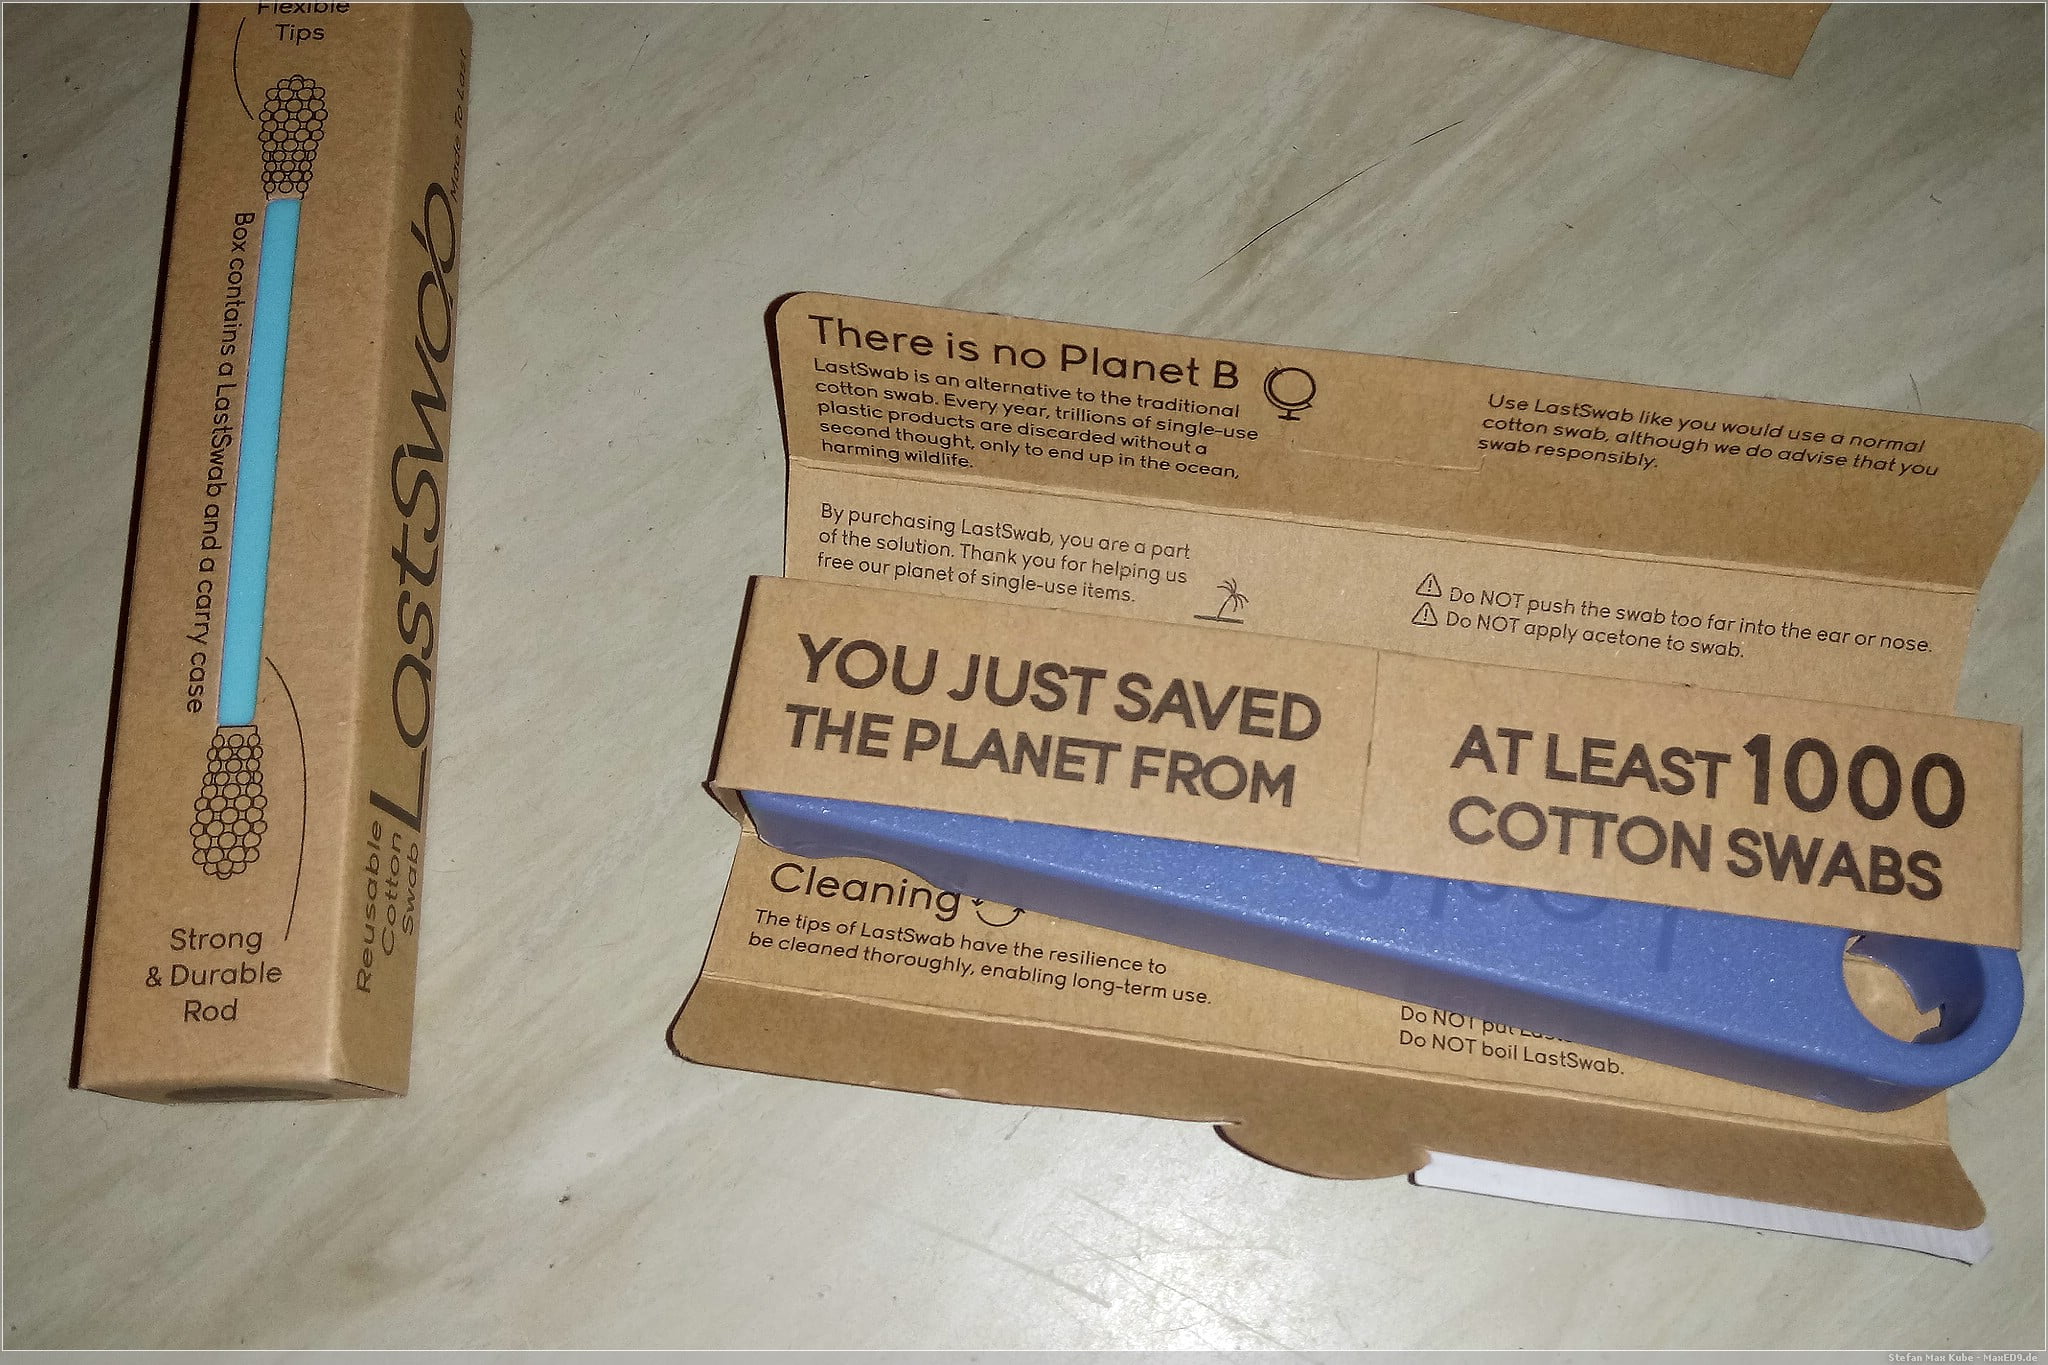 Flexible
Tips
Box contains a LastSwab and a carry case
Strong
& Durable
Rod
Reusable
Cotton
Swab
LastSwab
Made To Last
There is no Planet B
LastSwab is an alternative to the traditional
cotton swab. Every year, trillions of single-use
plastic products are discarded without a
second thought, only to end up in the ocean,
harming wildlife.
Use LastSwab like you would use a normal
cotton swab, although we do advise that you
swab responsibly.
By purchasing LastSwab, you are a part
of the solution. Thank you for helping us
free our planet of single-use items.
Do NOT push the swab too far into the ear or nose.
Do NOT apply acetone to swab.
YOU JUST SAVED
THE PLANET FROM
AT LEAST 1000
COTTON SWABS
Cleaning
The tips of LastSwab have the resilience to
be cleaned thoroughly, enabling long-term use.
Do NOT put
Do NOT boil LastSwab.
Stefan Max Kube - MaxED9.de